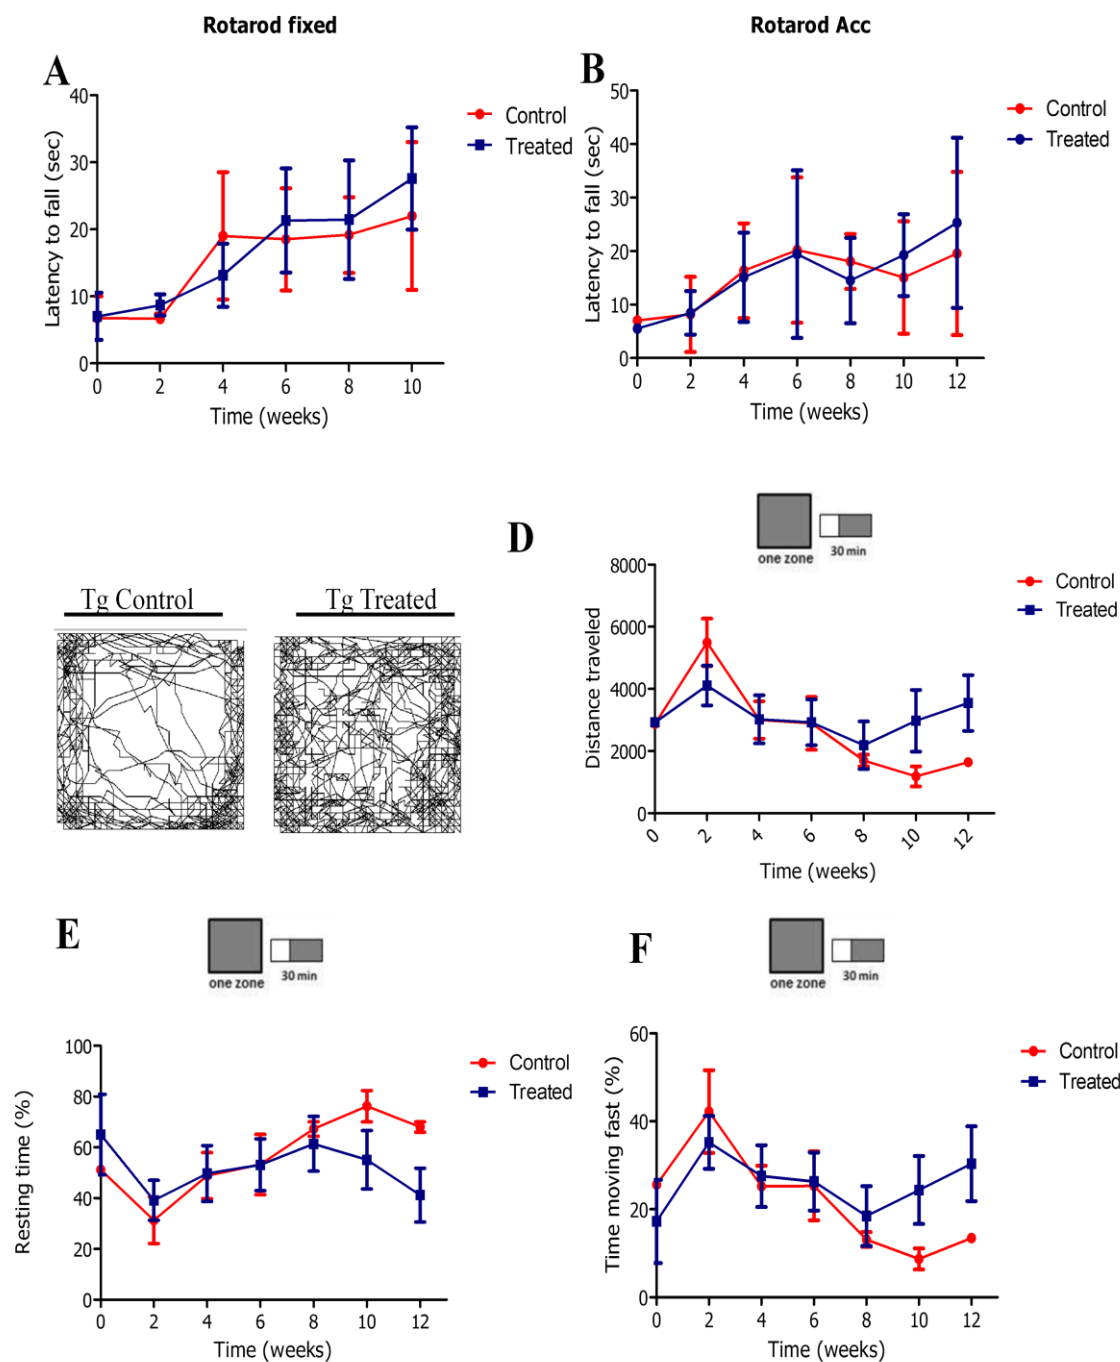 Rotarod fixed
A
40
30
20
10
0
Latency to fall (sec)
0 2 4 6 8 10
Time (weeks)
Control
Treated
Rotarod Acc
B
50
40
30
20
10
0
Latency to fall (sec)
0 2 4 6 8 10 12
Time (weeks)
Control
Treated
Tg Control
Tg Treated
D
one zone
30 min
8000
6000
4000
2000
0
Distance traveled
0 2 4 6 8 10 12
Time (weeks)
Control
Treated
E
one zone
30 min
100
80
60
40
20
0
Resting time (%)
0 2 4 6 8 10 12
Time (weeks)
Control
Treated
F
one zone
30 min
60
40
20
0
Time moving fast (%)
0 2 4 6 8 10 12
Time (weeks)
Control
Treated